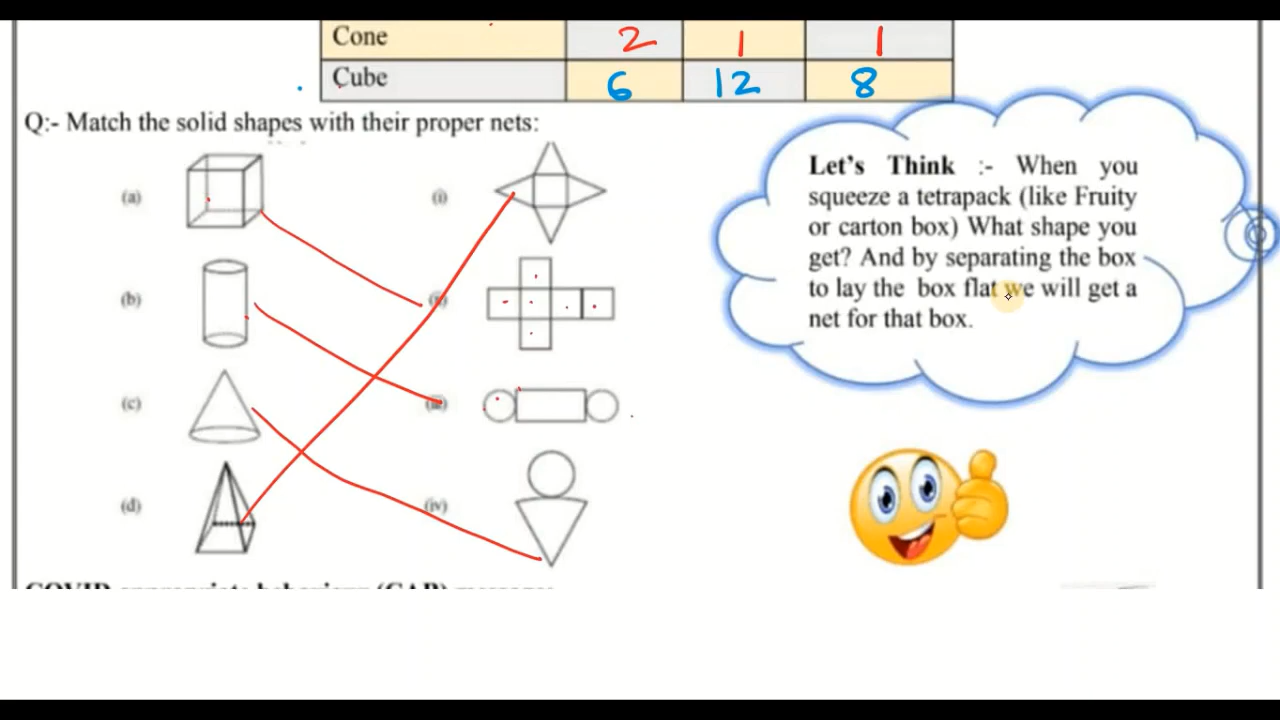 Cone 2 1 1
Cube 6 12 8
Q:- Match the solid shapes with their proper nets:
(a) (i)
(b)
(c) (iii)
(d) (iv)
Let's Think :- When you
squeeze a tetrapack (like Fruity
or carton box) What shape you
get? And by separating the box
to lay the box flat we will get a
net for that box.